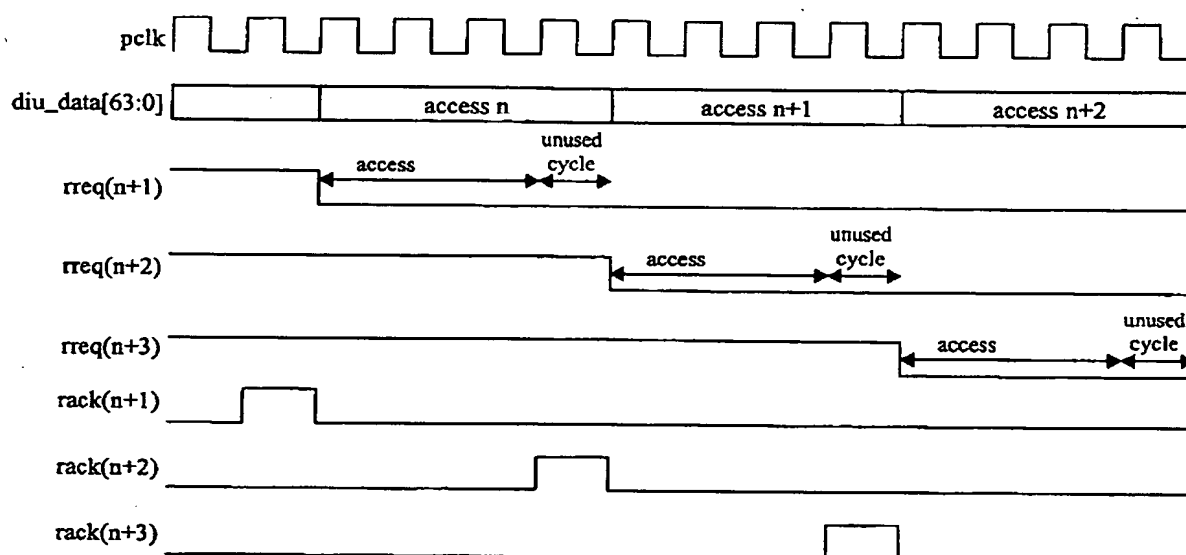 pclk
diu_data[63:0]
access n
access n+1
access n+2
rreq(n+1)
access
unused
cycle
rreq(n+2)
access
unused
cycle
rreq(n+3)
access
unused
cycle
rack(n+1)
rack(n+2)
rack(n+3)